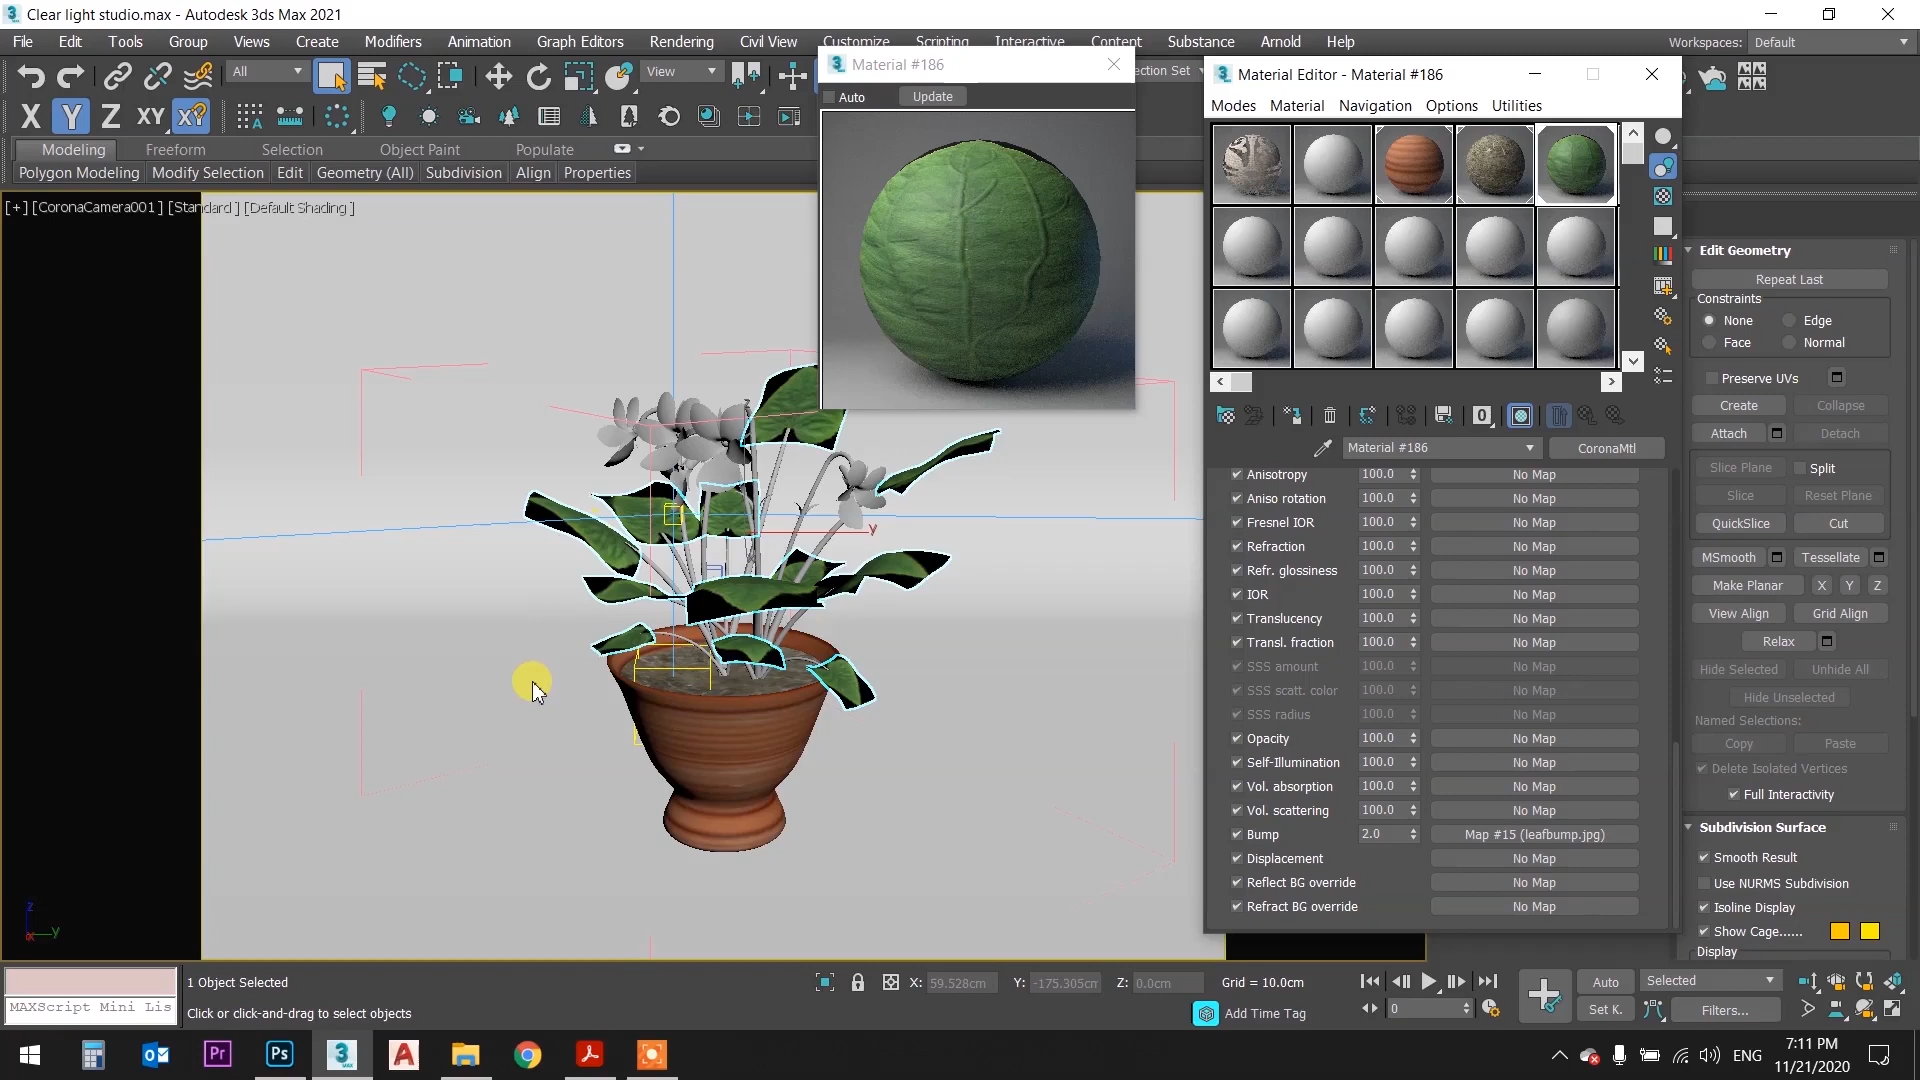 Clear light studio.max - Autodesk 3ds Max 2021
File Edit Tools Group Views Create Modifiers Animation Graph Editors Rendering Civil View Customize Scripting Interactive Content Substance Arnold Help
Workspaces: Default
All
View
X Y Z XY XY
Modeling Freeform Selection Object Paint Populate
Polygon Modeling Modify Selection Edit Geometry (All) Subdivision Align Properties
[+] [CoronaCamera001 ] [Standard ] [Default Shading ]
Material #186
Auto Update
y
z
x y
Material Editor - Material #186
Modes Material Navigation Options Utilities
0
Material #186 CoronaMtl
Anisotropy 100.0 No Map
Aniso rotation 100.0 No Map
Fresnel IOR 100.0 No Map
Refraction 100.0 No Map
Refr. glossiness 100.0 No Map
IOR 100.0 No Map
Translucency 100.0 No Map
Transl. fraction 100.0 No Map
SSS amount 100.0 No Map
SSS scatt. color 100.0 No Map
SSS radius 100.0 No Map
Opacity 100.0 No Map
Self-Illumination 100.0 No Map
Vol. absorption 100.0 No Map
Vol. scattering 100.0 No Map
Bump 2.0 Map #15 (leafbump.jpg)
Displacement No Map
Reflect BG override No Map
Refract BG override No Map
ection Set
Edit Geometry
Repeat Last
Constraints
None Edge
Face Normal
Preserve UVs
Create Collapse
Attach Detach
Slice Plane Split
Slice Reset Plane
QuickSlice Cut
MSmooth Tessellate
Make Planar X Y Z
View Align Grid Align
Relax
Hide Selected Unhide All
Hide Unselected
Named Selections:
Copy Paste
Delete Isolated Vertices
Full Interactivity
Subdivision Surface
Smooth Result
Use NURMS Subdivision
Isoline Display
Show Cage......
Display
MAXScript Mini Lis
1 Object Selected
Click or click-and-drag to select objects
X: 59.528cm Y: -175.305cm Z: 0.0cm Grid = 10.0cm
Add Time Tag
0
Auto Selected
Set K. Filters...
Pr Ps 3 MAX
ENG
7:11 PM
11/21/2020